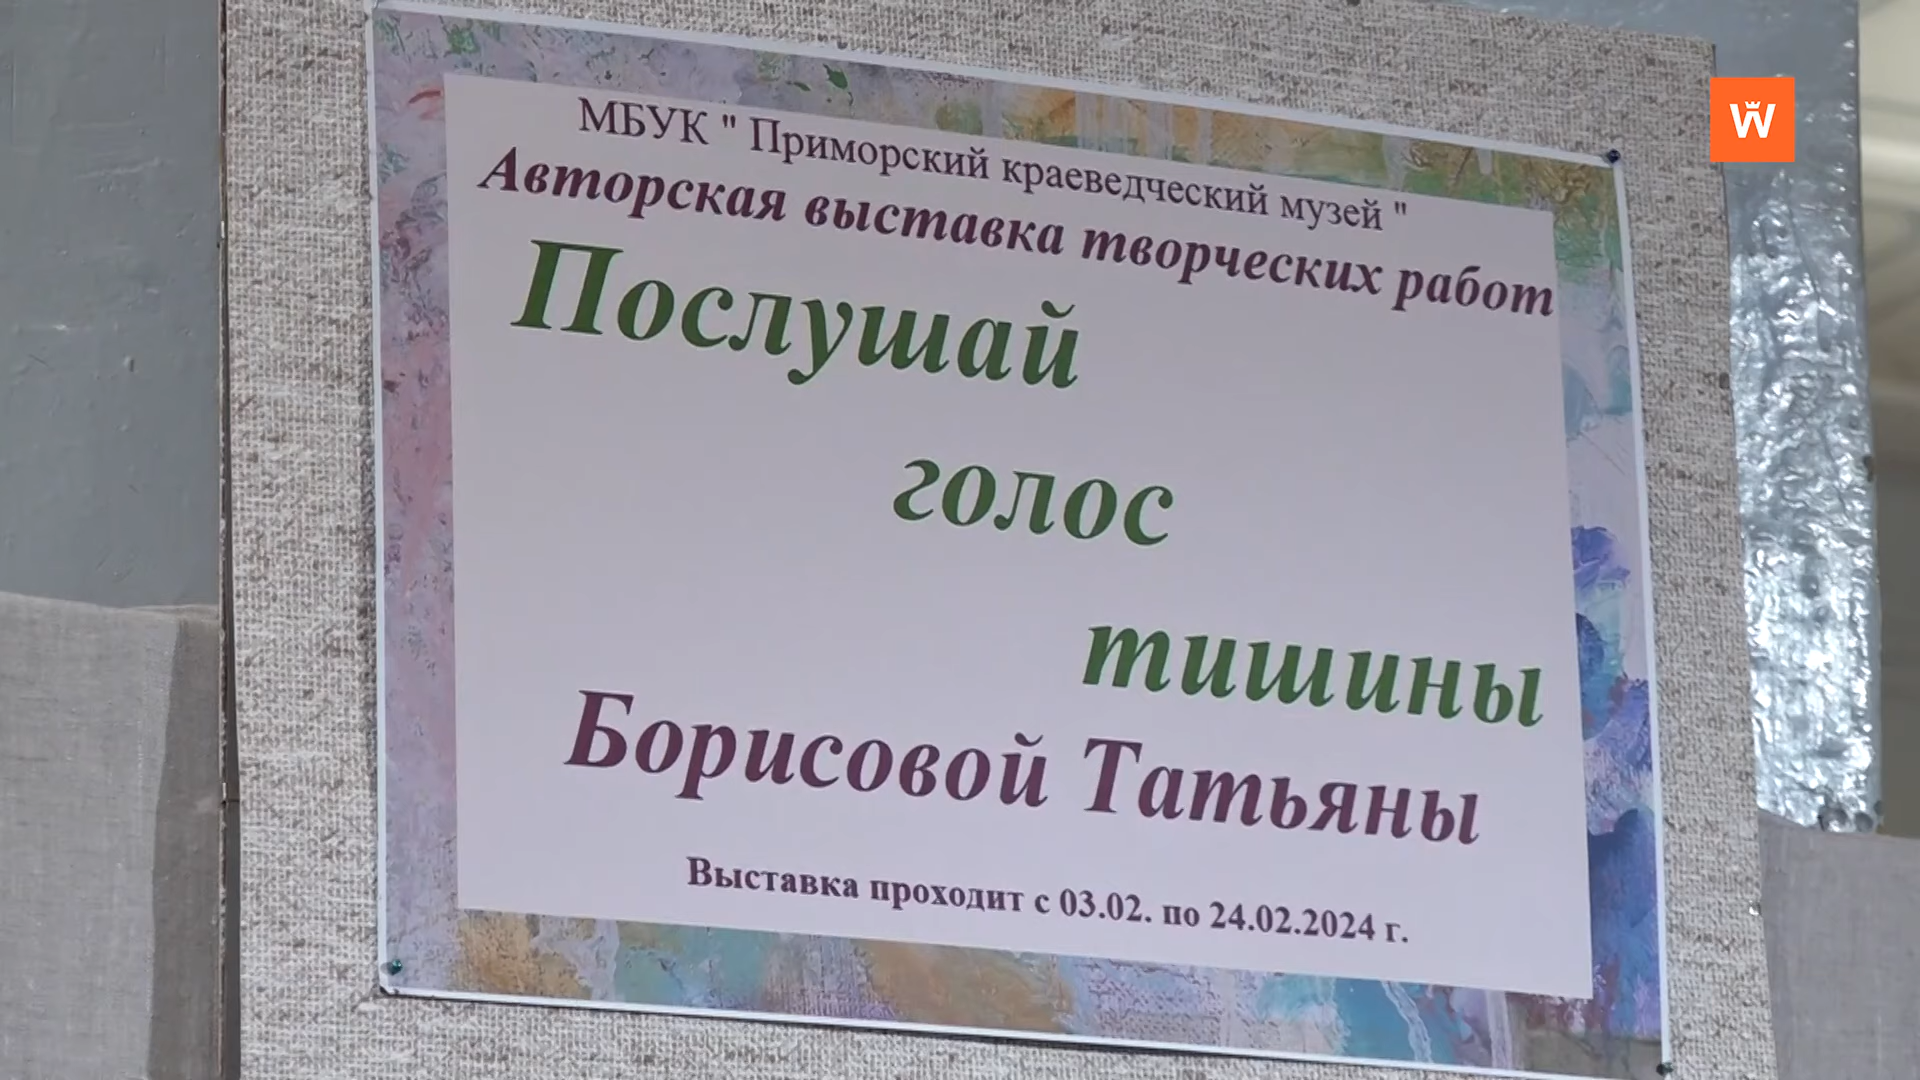 МБУК " Приморский краеведческий музей "
Авторская выставка творческих работ
Послушай
голос
тишины
Борисовой Татьяны
Выставка проходит с 03.02. по 24.02.2024 г.
W